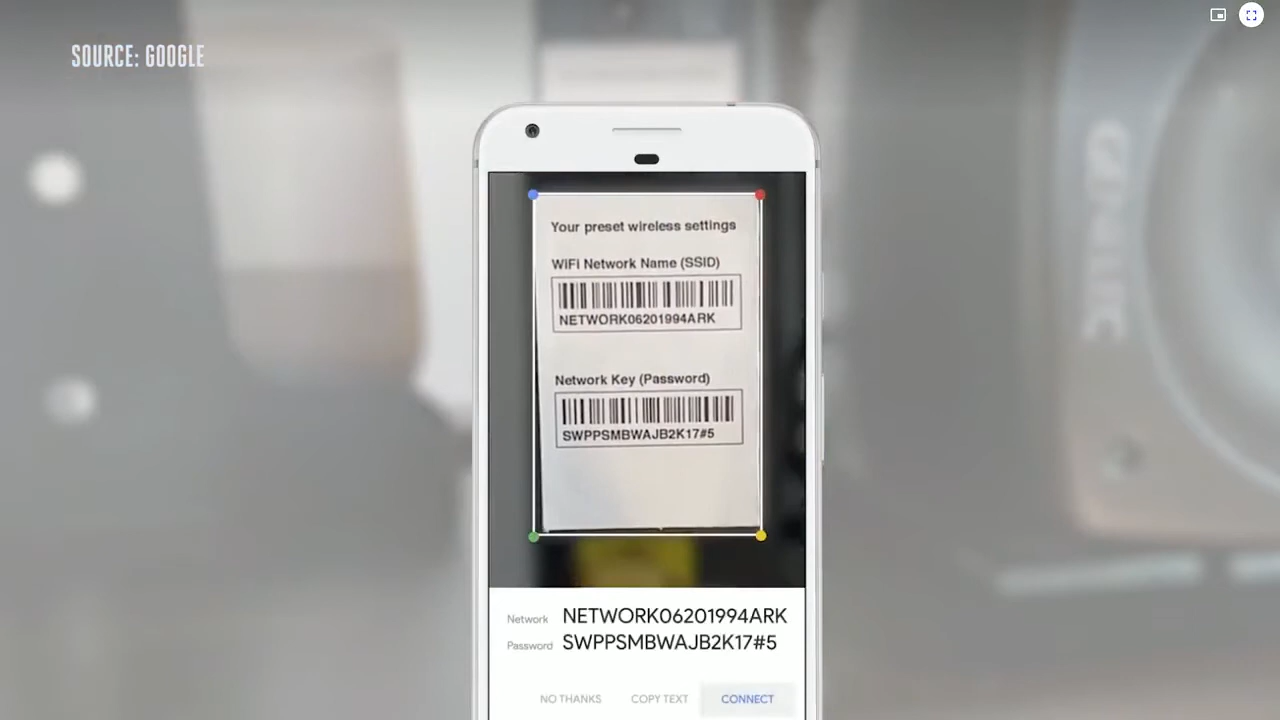 SOURCE: GOOGLE
GENELEC
Your preset wireless settings
WiFi Network Name (SSID)
NETWORK06201994ARK
Network Key (Password)
SWPPSMBWAJB2K17#5
Network NETWORK06201994ARK
Password SWPPSMBWAJB2K17#5
NO THANKS COPY TEXT CONNECT